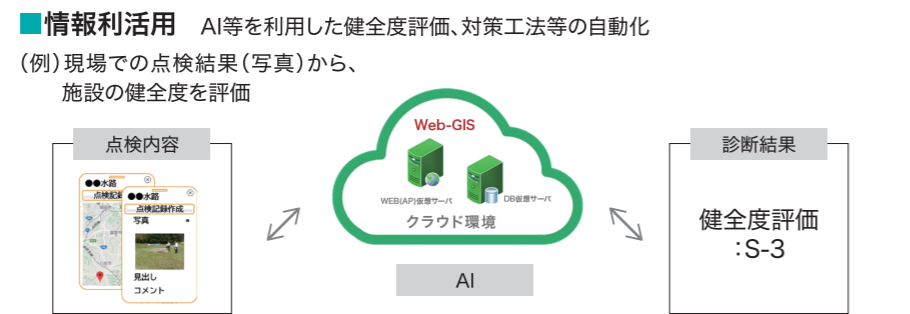 ■情報利活用 AI等を利用した健全度評価、対策工法等の自動化
（例）現場での点検結果（写真）から、
施設の健全度を評価
点検内容
●●水路
点検記録
●●水路
点検記録作成
写真
見出し
コメント
Web-GIS
WEB(AP)仮想サーバ
DB仮想サーバ
クラウド環境
AI
診断結果
健全度評価
：S-3